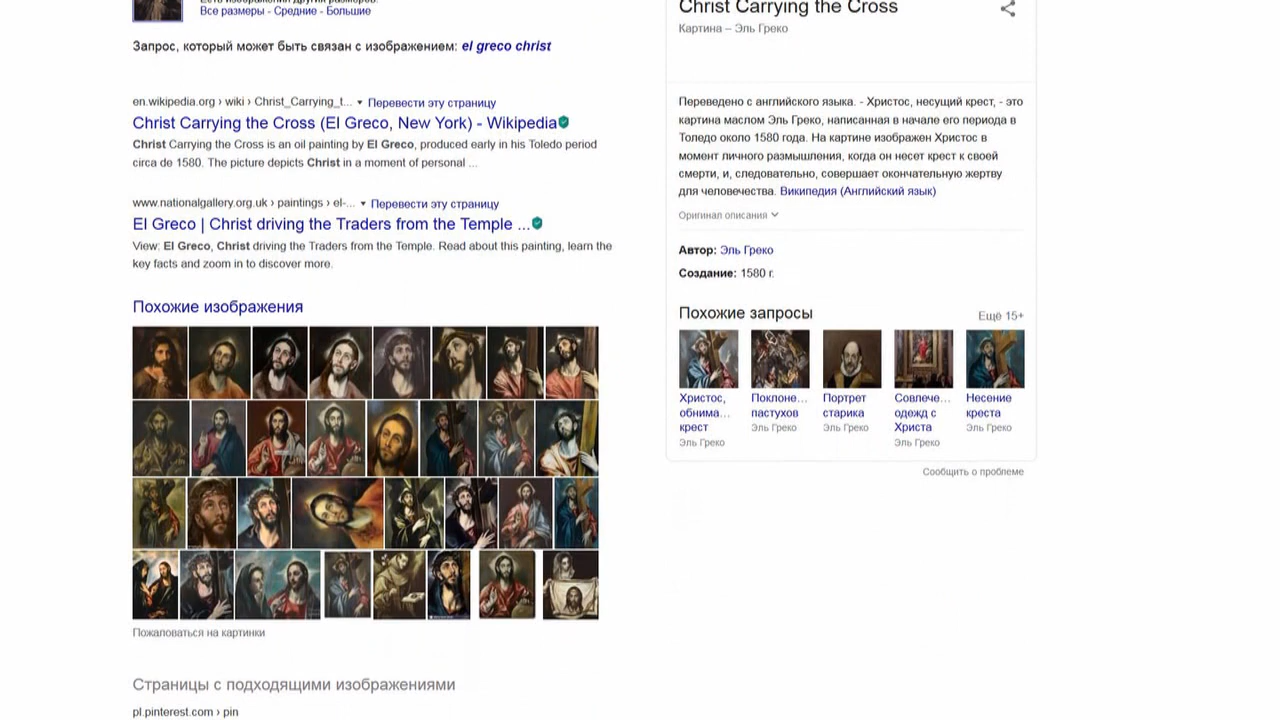 Есть изображения других размеров:
Все размеры - Средние - Большие
Запрос, который может быть связан с изображением: el greco christ
en.wikipedia.org › wiki › Christ_Carrying_t... ▾ Перевести эту страницу
Christ Carrying the Cross (El Greco, New York) - Wikipedia
Christ Carrying the Cross is an oil painting by El Greco, produced early in his Toledo period
circa de 1580. The picture depicts Christ in a moment of personal ...
www.nationalgallery.org.uk › paintings › el-... ▾ Перевести эту страницу
El Greco | Christ driving the Traders from the Temple ...
View: El Greco, Christ driving the Traders from the Temple. Read about this painting, learn the
key facts and zoom in to discover more.
Похожие изображения
Пожаловаться на картинки
Страницы с подходящими изображениями
pl.pinterest.com › pin
Christ Carrying the Cross
Картина – Эль Греко
Переведено с английского языка. - Христос, несущий крест, - это
картина маслом Эль Греко, написанная в начале его периода в
Толедо около 1580 года. На картине изображен Христос в
момент личного размышления, когда он несет крест к своей
смерти, и, следовательно, совершает окончательную жертву
для человечества. Википедия (Английский язык)
Оригинал описания
Автор: Эль Греко
Создание: 1580 г.
Похожие запросы
Ещё 15+
Христос,
обнима...
крест
Эль Греко
Поклоне...
пастухов
Эль Греко
Портрет
старика
Эль Греко
Совлече...
одежд с
Христа
Эль Греко
Несение
креста
Эль Греко
Сообщить о проблеме